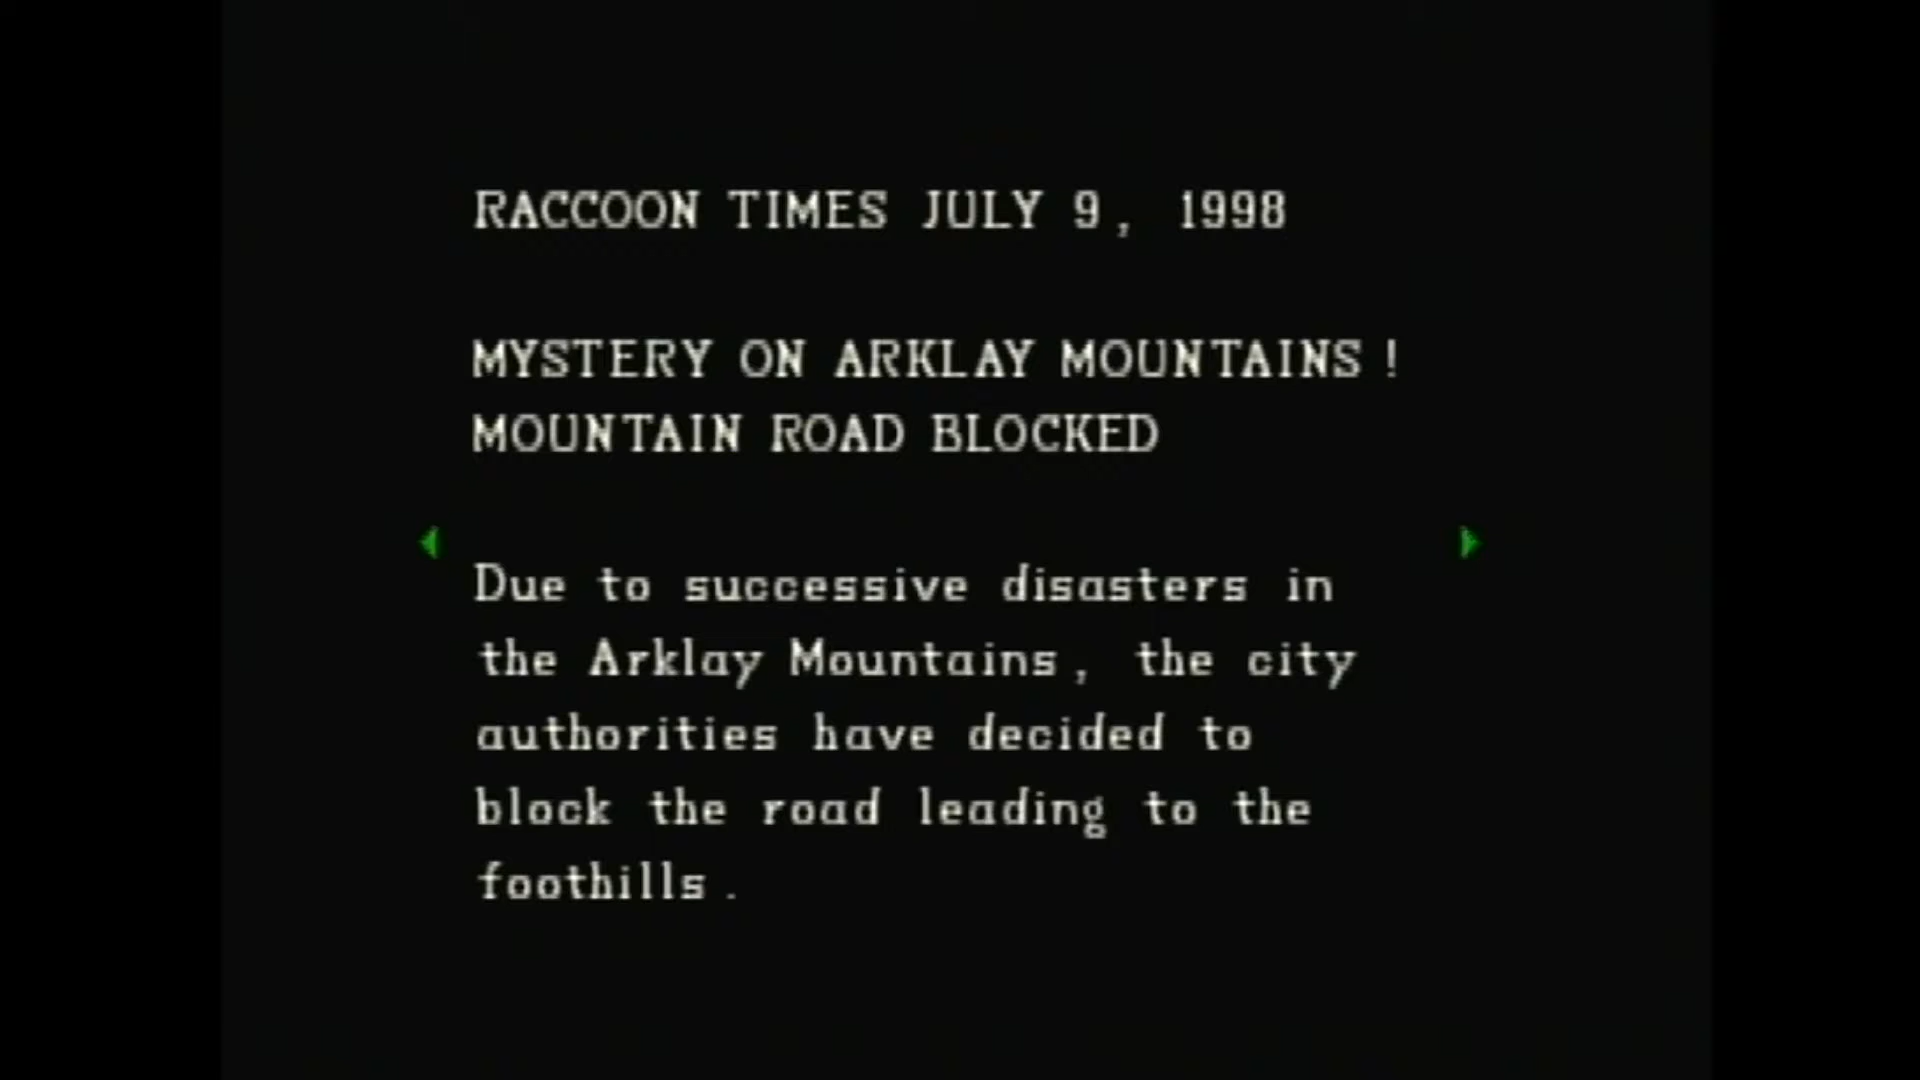 RACCOON TIMES JULY 9, 1998
MYSTERY ON ARKLAY MOUNTAINS!
MOUNTAIN ROAD BLOCKED
Due to successive disasters in
the Arklay Mountains, the city
authorities have decided to
block the road leading to the
foothills.